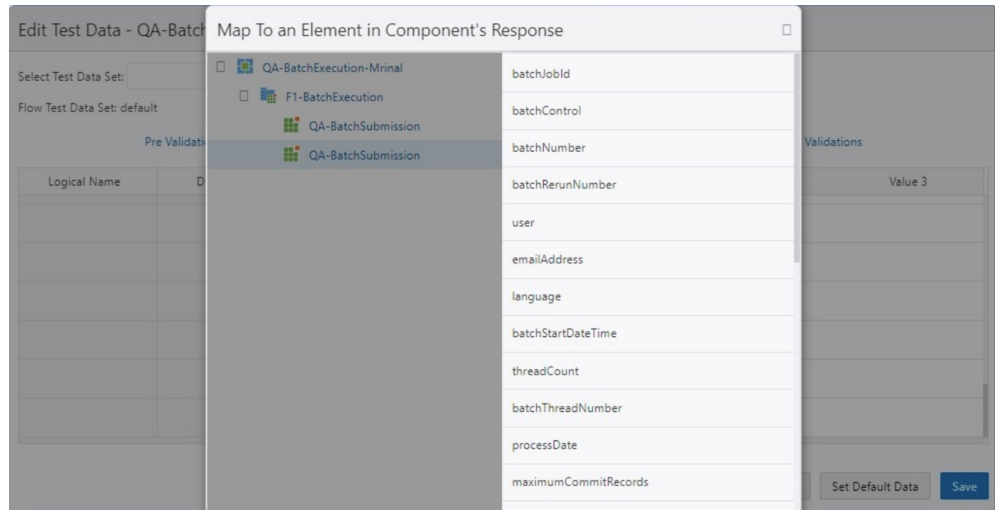 Edit Test Data - QA-Batch
Map To an Element in Component's Response
Select Test Data Set:
Flow Test Data Set: default
Pre Validati
Validations
Logical Name
D
Value 3
QA-BatchExecution-Mrinal
F1-BatchExecution
QA-BatchSubmission
QA-BatchSubmission
batchJobId
batchControl
batchNumber
batchRerunNumber
user
emailAddress
language
batchStartDateTime
threadCount
batchThreadNumber
processDate
maximumCommitRecords
Set Default Data
Save